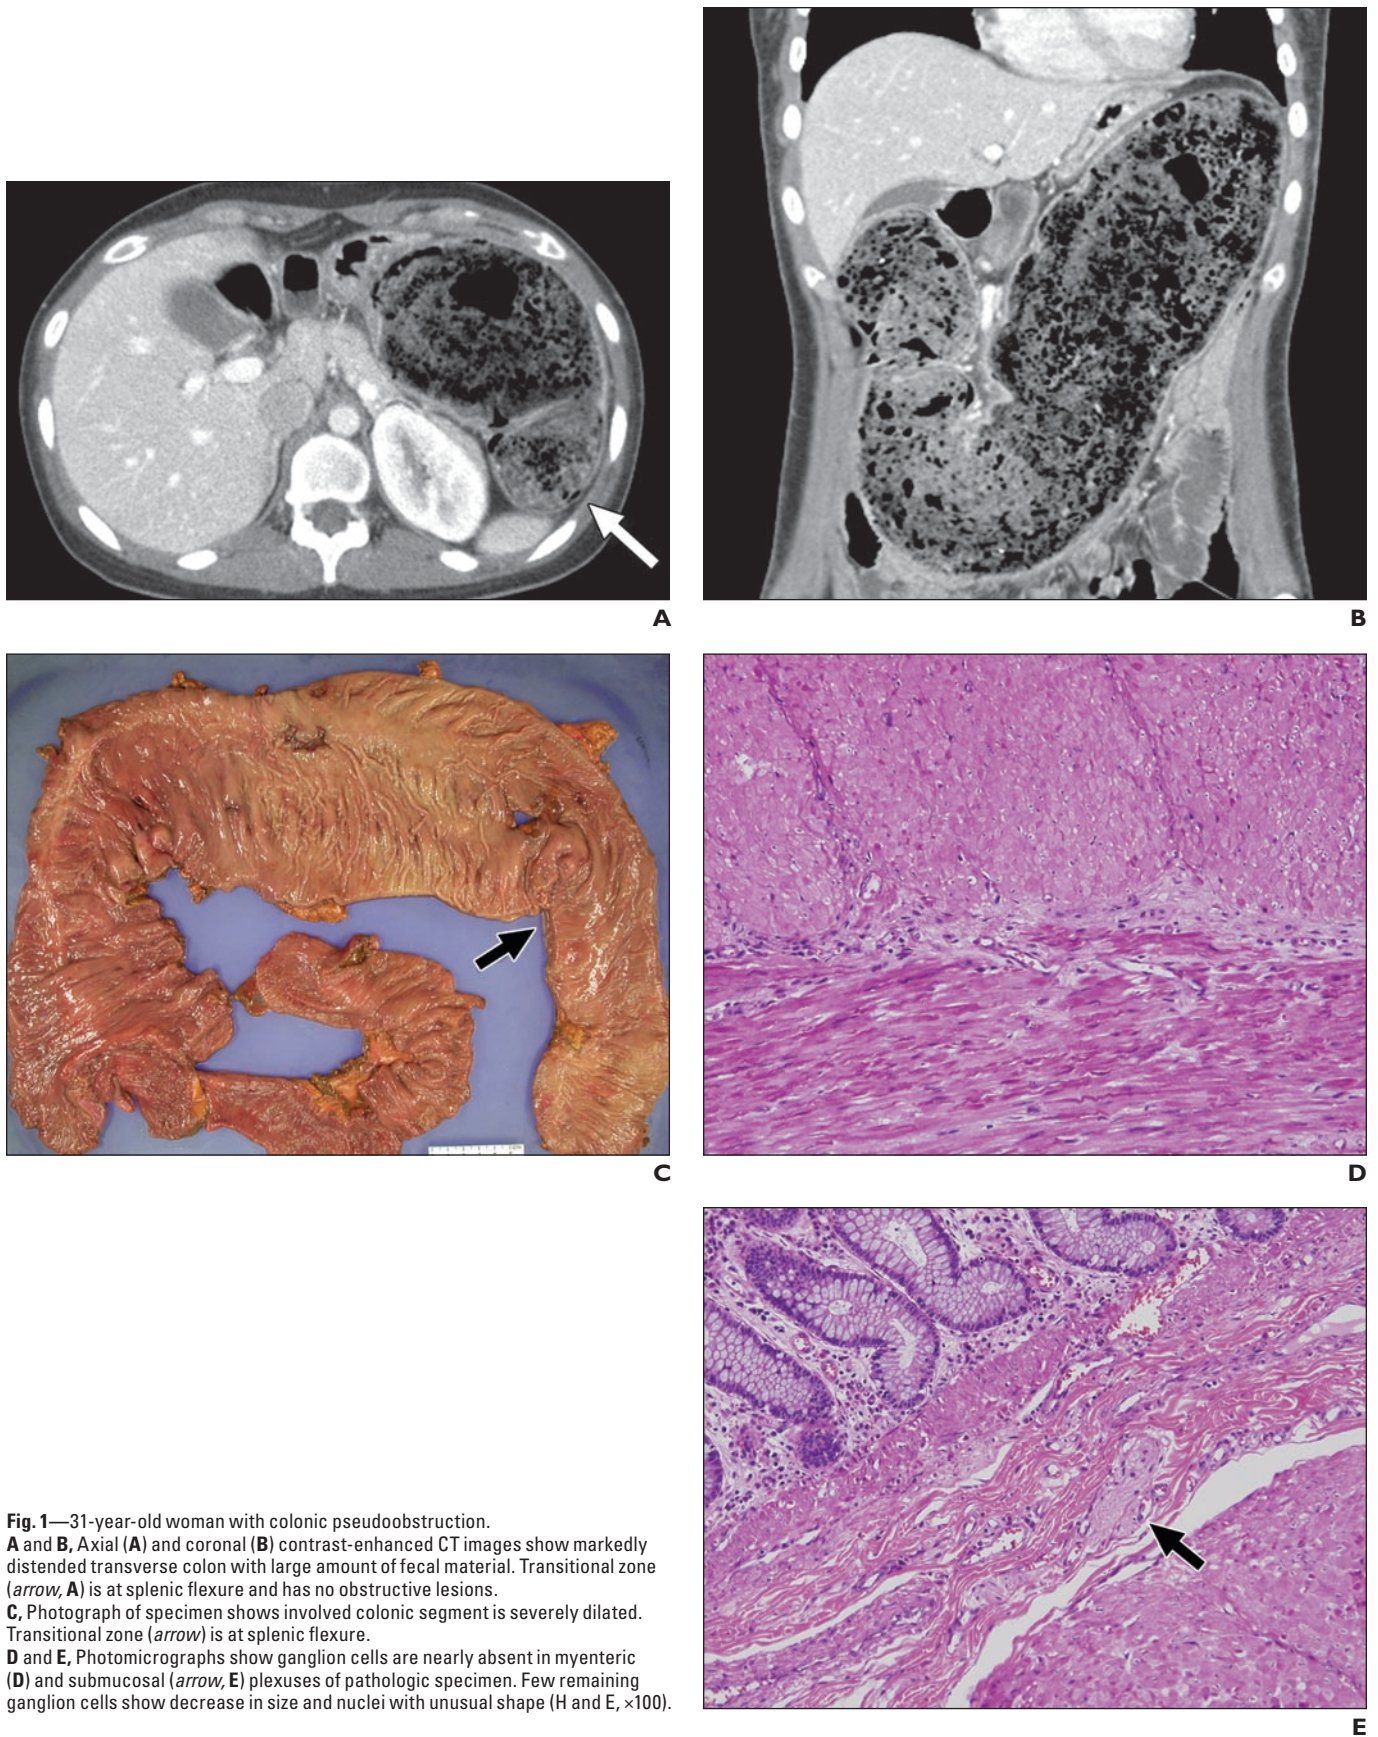 A
B
C
D
Fig. 1—31-year-old woman with colonic pseudoobstruction.
A and B, Axial (A) and coronal (B) contrast-enhanced CT images show markedly
distended transverse colon with large amount of fecal material. Transitional zone
(arrow, A) is at splenic flexure and has no obstructive lesions.
C, Photograph of specimen shows involved colonic segment is severely dilated.
Transitional zone (arrow) is at splenic flexure.
D and E, Photomicrographs show ganglion cells are nearly absent in myenteric
(D) and submucosal (arrow, E) plexuses of pathologic specimen. Few remaining
ganglion cells show decrease in size and nuclei with unusual shape (H and E, ×100).
E